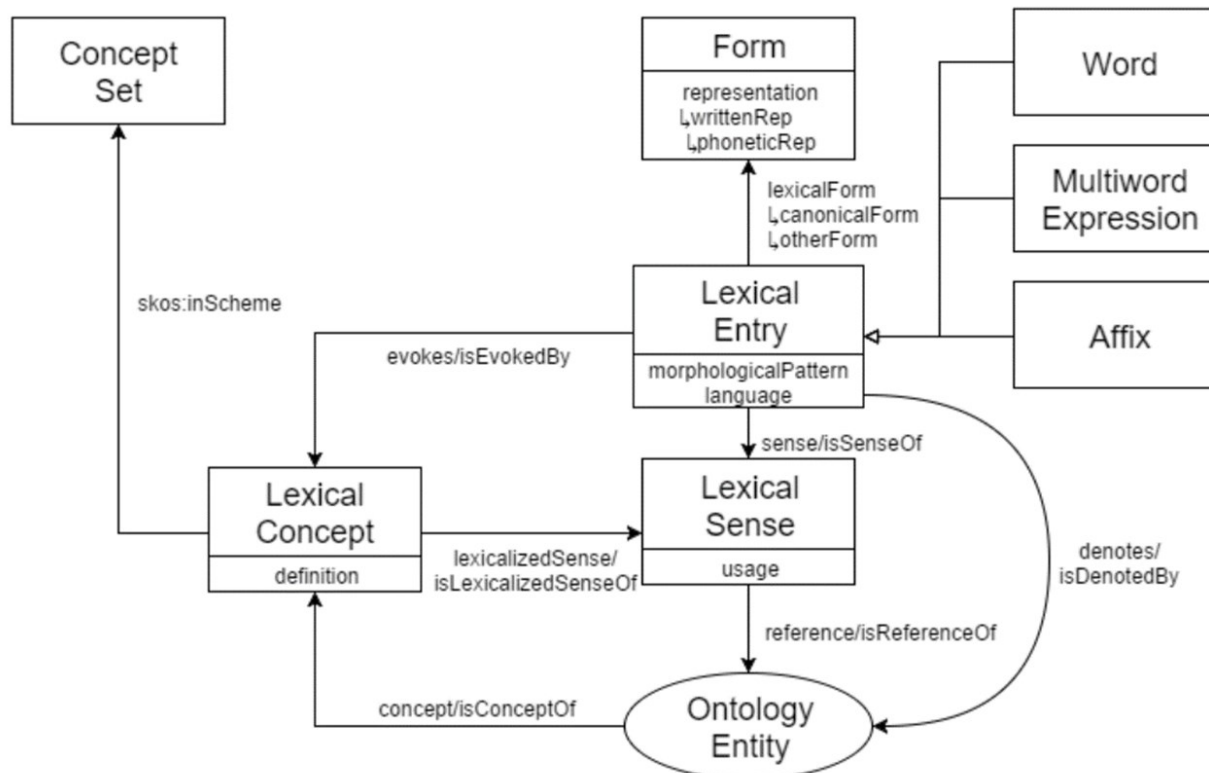 Concept
Set
Form
representation
↳writtenRep
↳phoneticRep
Word
Multiword
Expression
Affix
lexicalForm
↳canonicalForm
↳otherForm
skos:inScheme
Lexical
Entry
morphologicalPattern
language
evokes/isEvokedBy
sense/isSenseOf
Lexical
Concept
definition
lexicalizedSense/
isLexicalizedSenseOf
Lexical
Sense
usage
denotes/
isDenotedBy
reference/isReferenceOf
concept/isConceptOf
Ontology
Entity